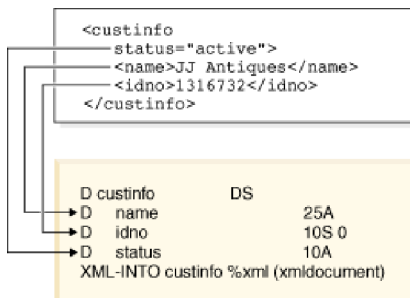 <custinfo
status="active">
<name>JJ Antiques</name>
<idno>1316732</idno>
</custinfo>
D custinfo DS
D name 25A
D idno 10S 0
D status 10A
XML-INTO custinfo %xml (xmldocument)